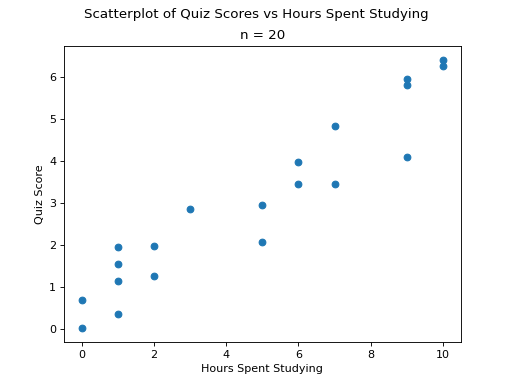 Scatterplot of Quiz Scores vs Hours Spent Studying
n = 20
6
5
4
3
2
1
0
Quiz Score
0 2 4 6 8 10
Hours Spent Studying